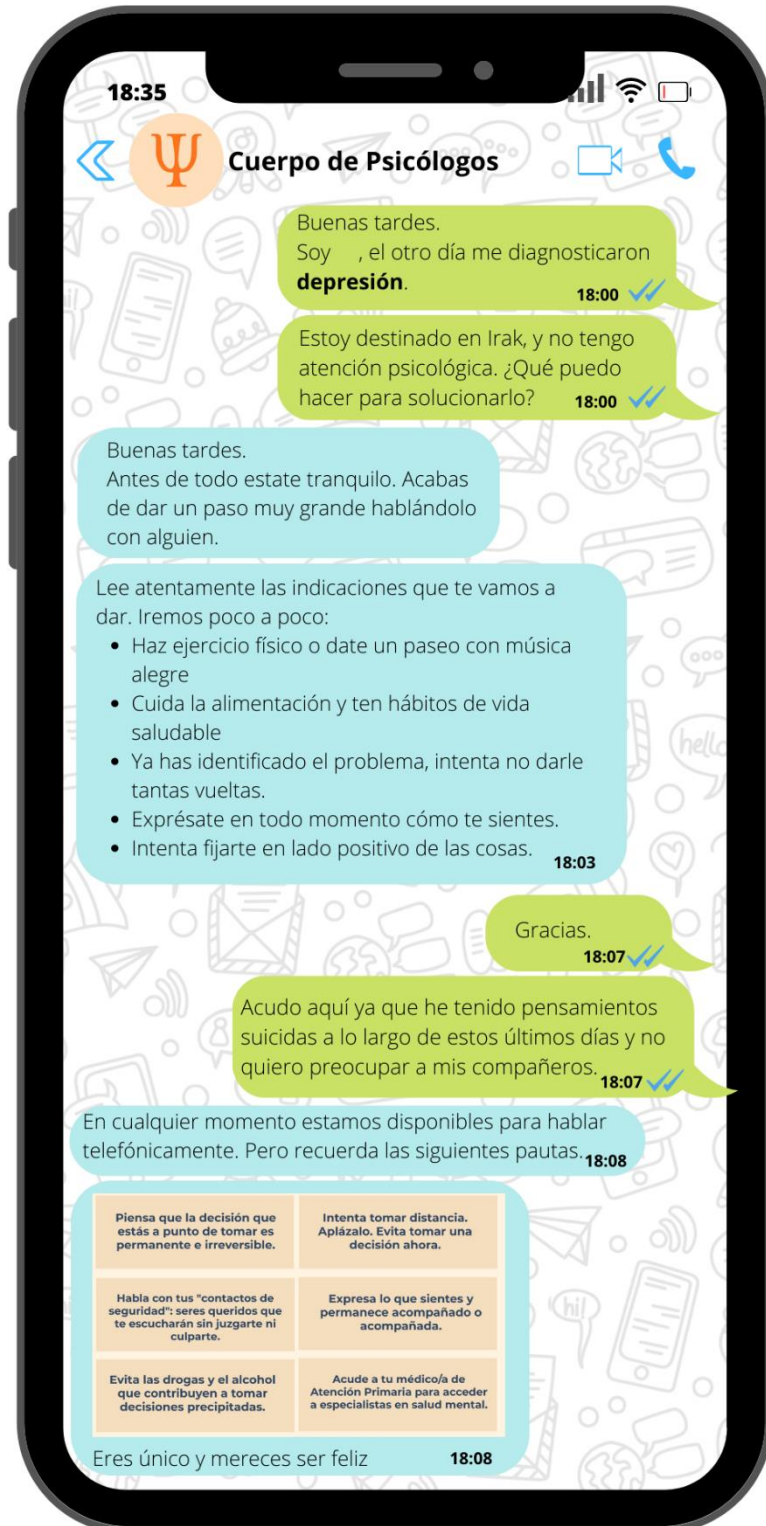 18:35
Ψ Cuerpo de Psicólogos
Buenas tardes.
Soy , el otro día me diagnosticaron
depresión.
18:00
Estoy destinado en Irak, y no tengo
atención psicológica. ¿Qué puedo
hacer para solucionarlo? 18:00
Buenas tardes.
Antes de todo estate tranquilo. Acabas
de dar un paso muy grande hablándolo
con alguien.
Lee atentamente las indicaciones que te vamos a
dar. Iremos poco a poco:
• Haz ejercicio físico o date un paseo con música
alegre
• Cuida la alimentación y ten hábitos de vida
saludable
• Ya has identificado el problema, intenta no darle
tantas vueltas.
• Exprésate en todo momento cómo te sientes.
• Intenta fijarte en lado positivo de las cosas.
18:03
Gracias.
18:07
Acudo aquí ya que he tenido pensamientos
suicidas a lo largo de estos últimos días y no
quiero preocupar a mis compañeros.
18:07
En cualquier momento estamos disponibles para hablar
telefónicamente. Pero recuerda las siguientes pautas.
18:08
Piensa que la decisión que
estás a punto de tomar es
permanente e irreversible.
Intenta tomar distancia.
Aplázalo. Evita tomar una
decisión ahora.
Habla con tus "contactos de
seguridad": seres queridos que
te escucharán sin juzgarte ni
culparte.
Expresa lo que sientes y
permanece acompañado o
acompañada.
Evita las drogas y el alcohol
que contribuyen a tomar
decisiones precipitadas.
Acude a tu médico/a de
Atención Primaria para acceder
a especialistas en salud mental.
Eres único y mereces ser feliz 18:08
hello
hi